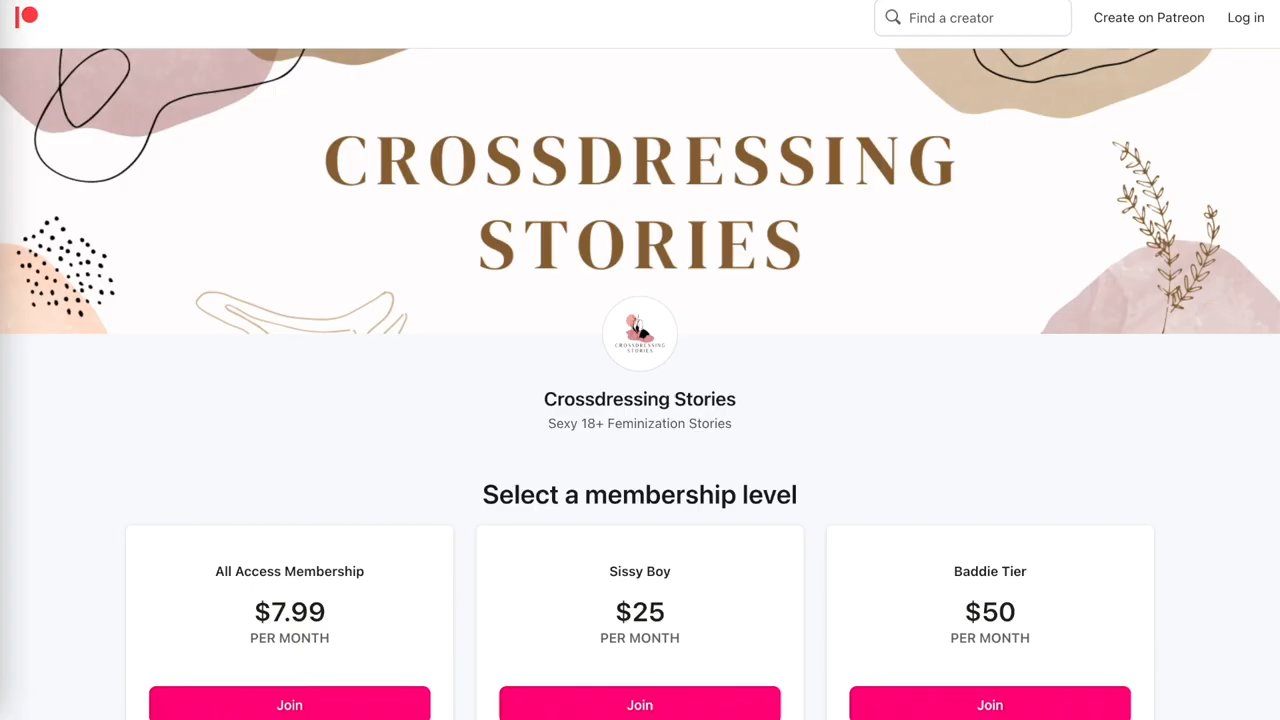 Find a creator
Create on Patreon
Log in
CROSSDRESSING
STORIES
CROSSDRESSING
STORIES
Crossdressing Stories
Sexy 18+ Feminization Stories
Select a membership level
All Access Membership
$7.99
PER MONTH
Join
Sissy Boy
$25
PER MONTH
Join
Baddie Tier
$50
PER MONTH
Join